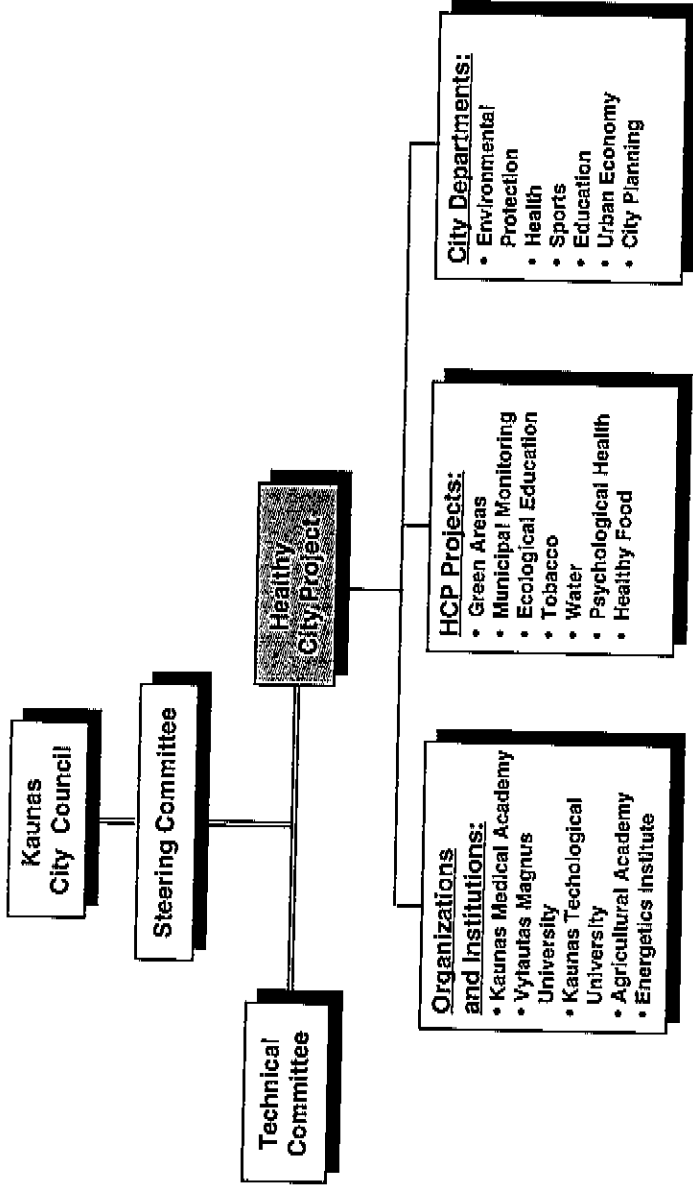 Kaunas
City Council
Steering Committee
Technical
Committee
Healthy
City Project
Organizations
and Institutions:
• Kaunas Medical Academy
• Vytautas Magnus
University
• Kaunas Techological
University
• Agricultural Academy
• Energetics Institute
HCP Projects:
• Green Areas
• Municipal Monitoring
• Ecological Education
• Tobacco
• Water
• Psychological Health
• Healthy Food
City Departments:
• Environmental
Protection
• Health
• Sports
• Education
• Urban Economy
• City Planning